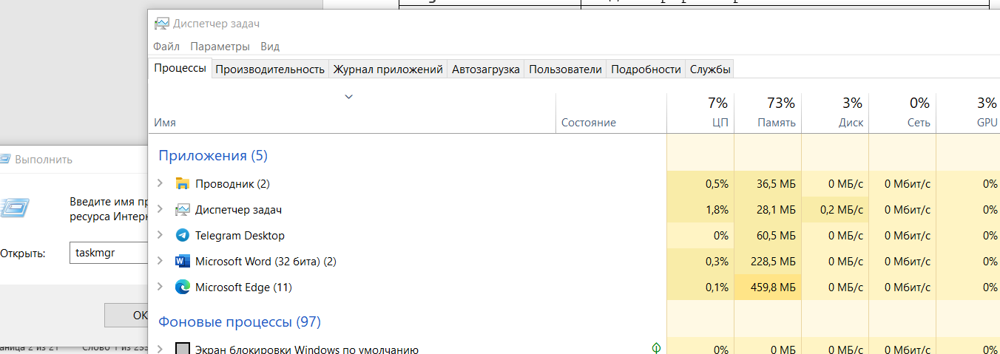 Диспетчер задач
Файл Параметры Вид
Процессы Производительность Журнал приложений Автозагрузка Пользователи Подробности Службы
7% 73% 3% 0% 3%
Имя Состояние ЦП Память Диск Сеть GPU
Приложения (5)
Проводник (2) 0,5% 36,5 МБ 0 МБ/с 0 Мбит/с 0%
Диспетчер задач 1,8% 28,1 МБ 0,2 МБ/с 0 Мбит/с 0%
Telegram Desktop 0% 60,5 МБ 0 МБ/с 0 Мбит/с 0%
Microsoft Word (32 бита) (2) 0,3% 228,5 МБ 0 МБ/с 0 Мбит/с 0%
Microsoft Edge (11) 0,1% 459,8 МБ 0 МБ/с 0 Мбит/с 0%
Фоновые процессы (97)
Экран блокировки Windows по умолчанию 0% 0 МБ 0 МБ/с 0 Мбит/с 0%
Выполнить
Введите имя пр
ресурса Интерн
Открыть: taskmgr
ОК
аница 2 из 21 Слово 1 из